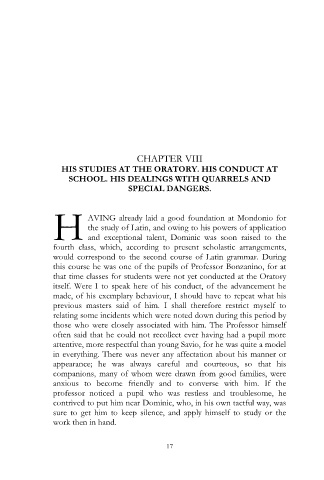 CHAPTER VIII
HIS STUDIES AT THE ORATORY. HIS CONDUCT AT
SCHOOL. HIS DEALINGS WITH QUARRELS AND
SPECIAL DANGERS.
HAVING already laid a good foundation at Mondonio for
the study of Latin, and owing to his powers of application
and exceptional talent, Dominic was soon raised to the
fourth class, which, according to present scholastic arrangements,
would correspond to the second course of Latin grammar. During
this course he was one of the pupils of Professor Bonzanino, for at
that time classes for students were not yet conducted at the Oratory
itself. Were I to speak here of his conduct, of the advancement he
made, of his exemplary behaviour, I should have to repeat what his
previous masters said of him. I shall therefore restrict myself to
relating some incidents which were noted down during this period by
those who were closely associated with him. The Professor himself
often said that he could not recollect ever having had a pupil more
attentive, more respectful than young Savio, for he was quite a model
in everything. There was never any affectation about his manner or
appearance; he was always careful and courteous, so that his
companions, many of whom were drawn from good families, were
anxious to become friendly and to converse with him. If the
professor noticed a pupil who was restless and troublesome, he
contrived to put him near Dominic, who, in his own tactful way, was
sure to get him to keep silence, and apply himself to study or the
work then in hand.
17